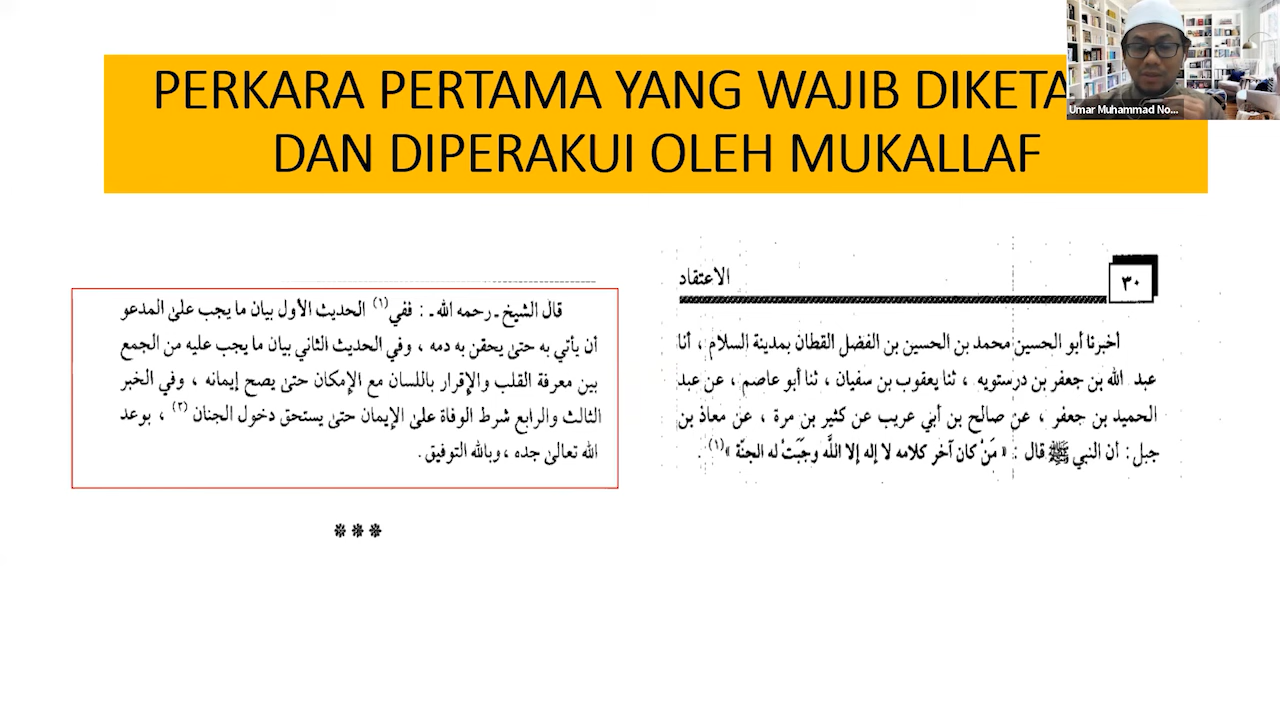 PERKARA PERTAMA YANG WAJIB DIKETA
DAN DIPERAKUI OLEH MUKALLAF
Umar Muhammad No...
٣٠
الاعتقاد
أخبرنا أبو الحسين محمد بن الحسين بن الفضل القطان بمدينة السلام ، أنا
عبد الله بن جعفر بن درستويه ، ثنا يعقوب بن سفيان ، ثنا أبو عاصم ، عن عبد
الحميد بن جعفر ، عن صالح بن أبي عريب عن كثير بن مرة ، عن معاذ بن
جبل : أن النبي ﷺ قال : « مَنْ كان آخر كلامه لا إله إلا اللَّه وجَبَتْ له الجنّة »(١) .
قال الشيخ ـ رحمه الله ـ : ففي(١) الحديث الأول بيان ما يجب على المدعو
أن يأتي به حتى يحقن به دمه ، وفي الحديث الثاني بيان ما يجب عليه من الجمع
بين معرفة القلب والإقرار باللسان مع الإمكان حتى يصح إيمانه ، وفي الخبر
الثالث والرابع شرط الوفاة على الإيمان حتى يستحق دخول الجنان (٢) ، بوعد
الله تعالى جده ، وبالله التوفيق .
***